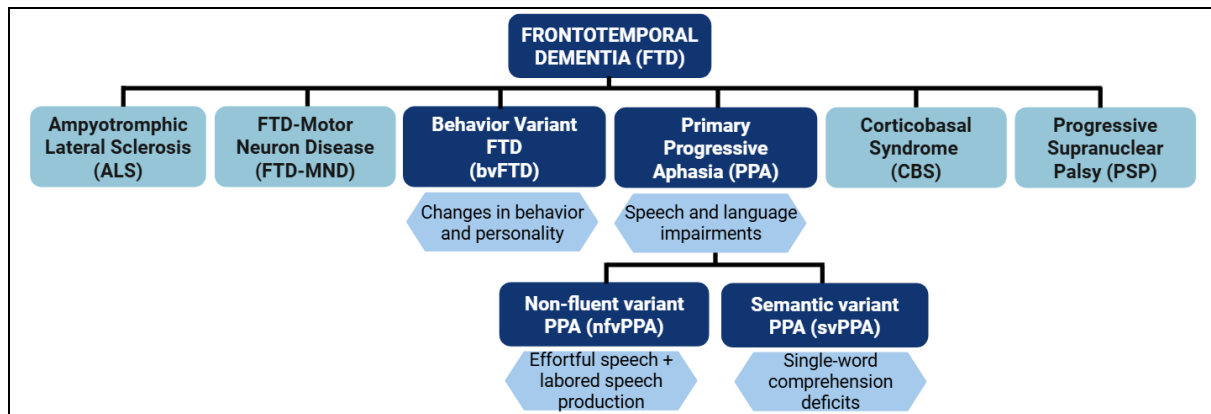 FRONTOTEMPORAL
DEMENTIA (FTD)
Ampyotromphic
Lateral Sclerosis
(ALS)
FTD-Motor
Neuron Disease
(FTD-MND)
Behavior Variant
FTD
(bvFTD)
Primary
Progressive
Aphasia (PPA)
Corticobasal
Syndrome
(CBS)
Progressive
Supranuclear
Palsy (PSP)
Changes in behavior
and personality
Speech and language
impairments
Non-fluent variant
PPA (nfvPPA)
Semantic variant
PPA (svPPA)
Effortful speech +
labored speech
production
Single-word
comprehension
deficits